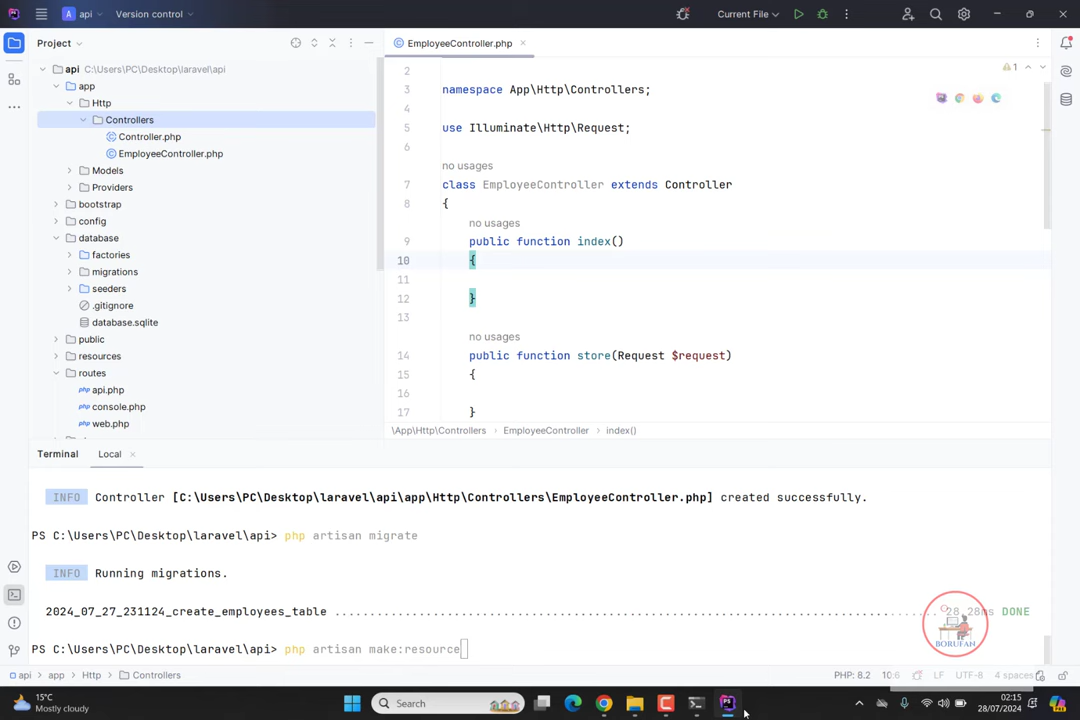 api
Version control
Current File
Project
EmployeeController.php
api C:\Users\PC\Desktop\laravel\api
app
Http
Controllers
Controller.php
EmployeeController.php
Models
Providers
bootstrap
config
database
factories
migrations
seeders
.gitignore
database.sqlite
public
resources
routes
api.php
console.php
web.php
1
2
3 namespace App\Http\Controllers;
4
5 use Illuminate\Http\Request;
6
no usages
7 class EmployeeController extends Controller
8 {
no usages
9 public function index()
10 {
11
12 }
13
no usages
14 public function store(Request $request)
15 {
16
17 }
\App\Http\Controllers > EmployeeController > index()
Terminal Local
INFO Controller [C:\Users\PC\Desktop\laravel\api\app\Http\Controllers\EmployeeController.php] created successfully.
PS C:\Users\PC\Desktop\laravel\api> php artisan migrate
INFO Running migrations.
2024_07_27_231124_create_employees_table ........................................ 28.28ms DONE
PS C:\Users\PC\Desktop\laravel\api> php artisan make:resource
BORUFAN
api > app > Http > Controllers
PHP: 8.2 10:6 LF UTF-8 4 spaces
15°C
Mostly cloudy
Search
02:15
28/07/2024